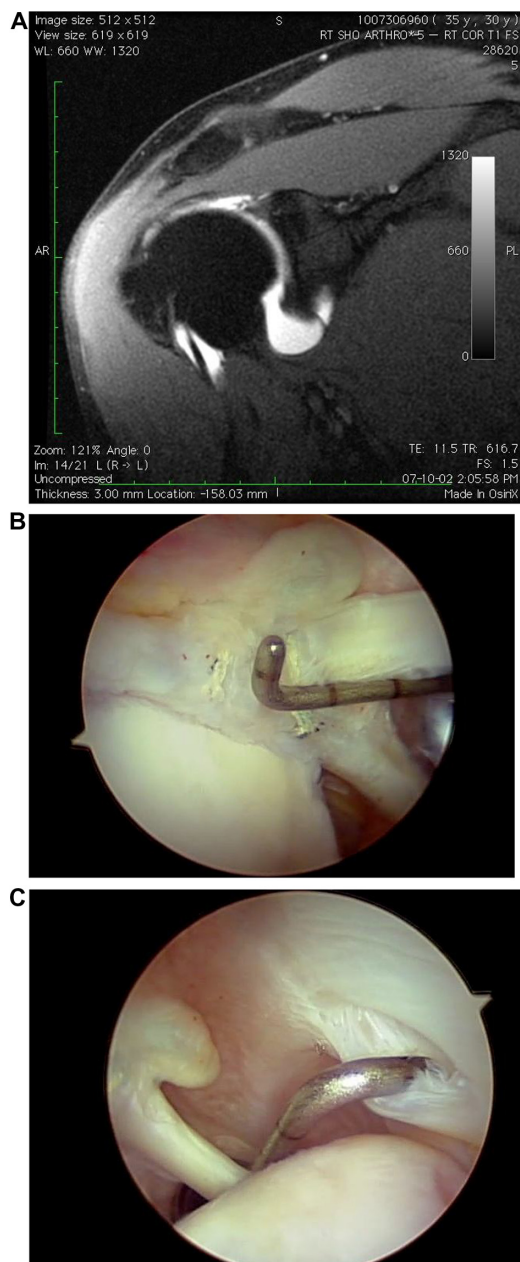 A
Image size: 512 x 512
View size: 619 x 619
WL: 660 WW: 1320
S
1007306960 ( 35 y , 30 y )
RT SHO ARTHRO*5 — RT COR T1 FS
28620
5
1320
AR
660
PL
0
Zoom: 121% Angle: 0
Im: 14/21 L (R -> L)
Uncompressed
Thickness: 3.00 mm Location: -158.03 mm
I
TE: 11.5 TR: 616.7
FS: 1.5
07-10-02 2:05:58 PM
Made In OsiriX
B
C